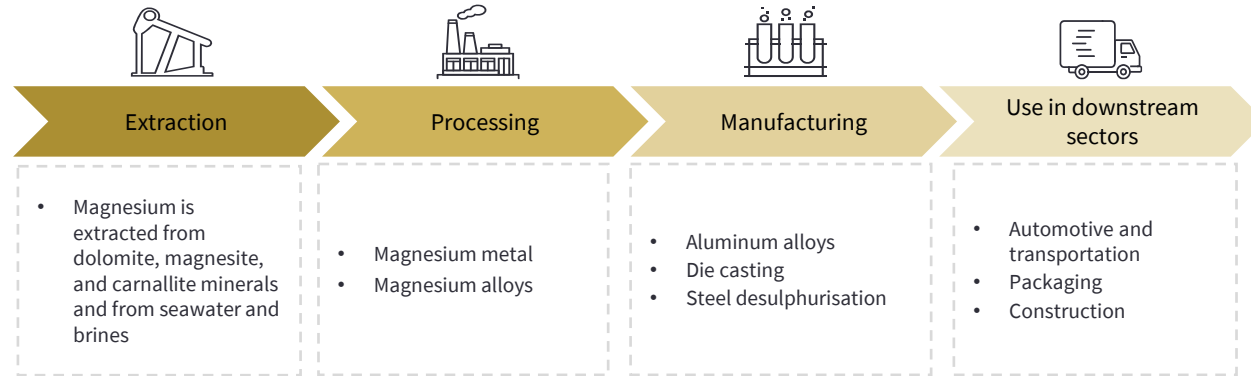 Extraction
Processing
Manufacturing
Use in downstream
sectors
• Magnesium is
extracted from
dolomite, magnesite,
and carnallite minerals
and from seawater and
brines
• Magnesium metal
• Magnesium alloys
• Aluminum alloys
• Die casting
• Steel desulphurisation
• Automotive and
transportation
• Packaging
• Construction